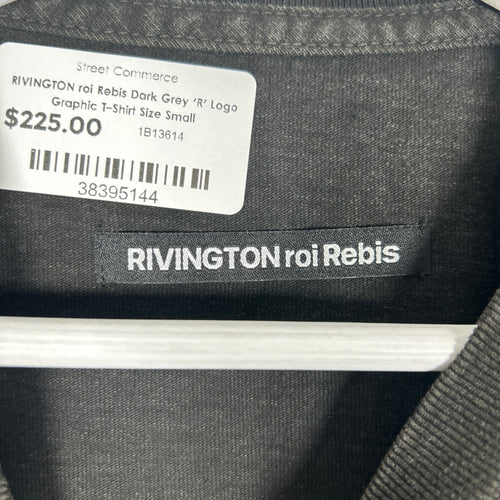 Street Commerce
RIVINGTON roi Rebis Dark Grey 'R' Logo
Graphic T-Shirt Size Small
$225.00 1B13614
38395144
RIVINGTON roi Rebis